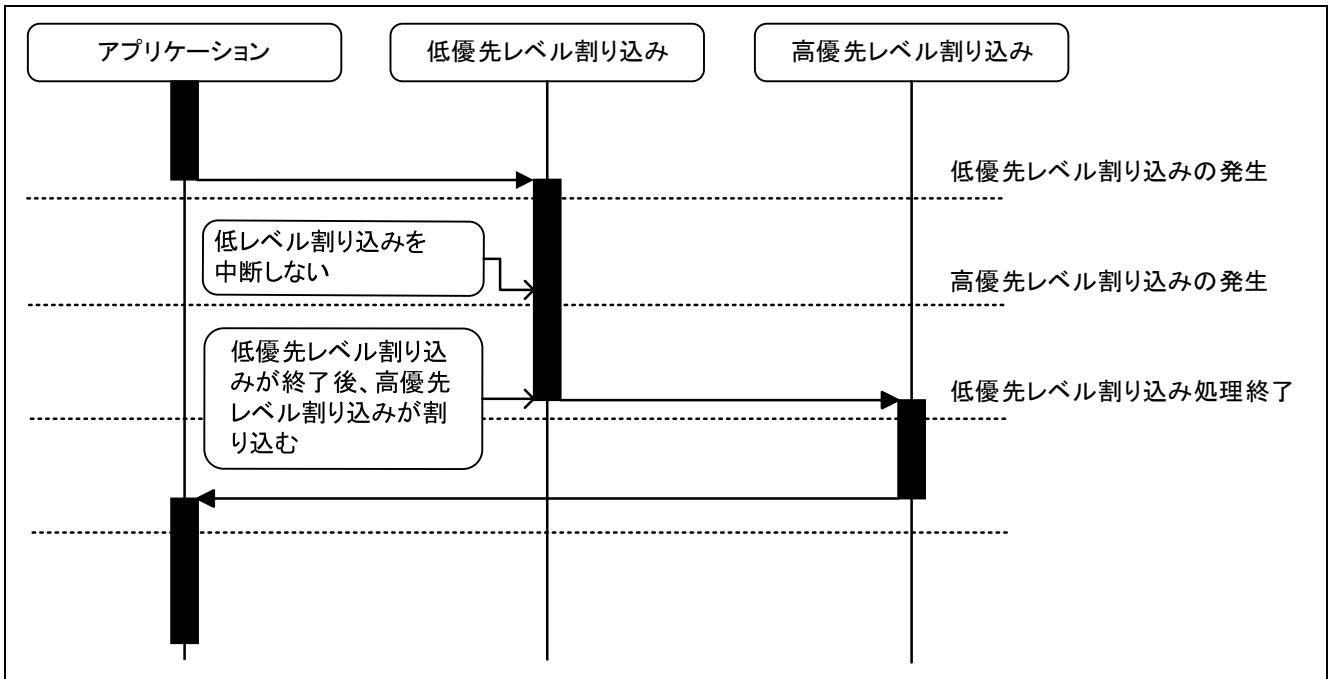 アプリケーション
低優先レベル割り込み
高優先レベル割り込み
低優先レベル割り込みの発生
低レベル割り込みを
中断しない
高優先レベル割り込みの発生
低優先レベル割り込
みが終了後、高優先
レベル割り込みが割
り込む
低優先レベル割り込み処理終了